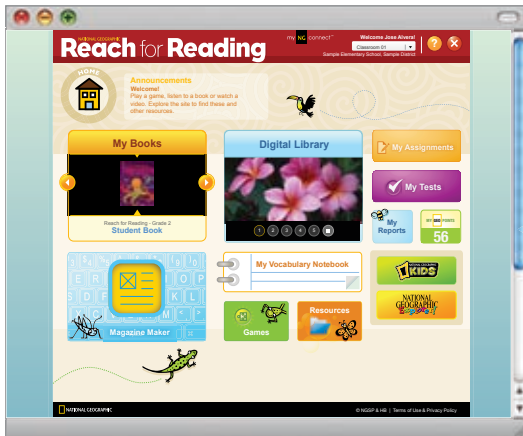 NATIONAL GEOGRAPHIC
Reach for Reading
my NG connect
Welcome Jose Alvera!
Classroom 01
Sample Elementary School, Sample District
?
HOME
Announcements
Welcome!
Play a game, listen to a book or watch a
video. Explore the site to find these and
other resources.
My Books
Reach for Reading - Grade 2
Student Book
Digital Library
1 2 3 4 5
My Assignments
My Tests
My
Reports
POINTS
56
Magazine Maker
My Vocabulary Notebook
Games
Resources
NATIONAL GEOGRAPHIC
KIDS
NATIONAL
GEOGRAPHIC
Explorer!
NATIONAL GEOGRAPHIC
© NGSP & HB | Terms of Use & Privacy Policy